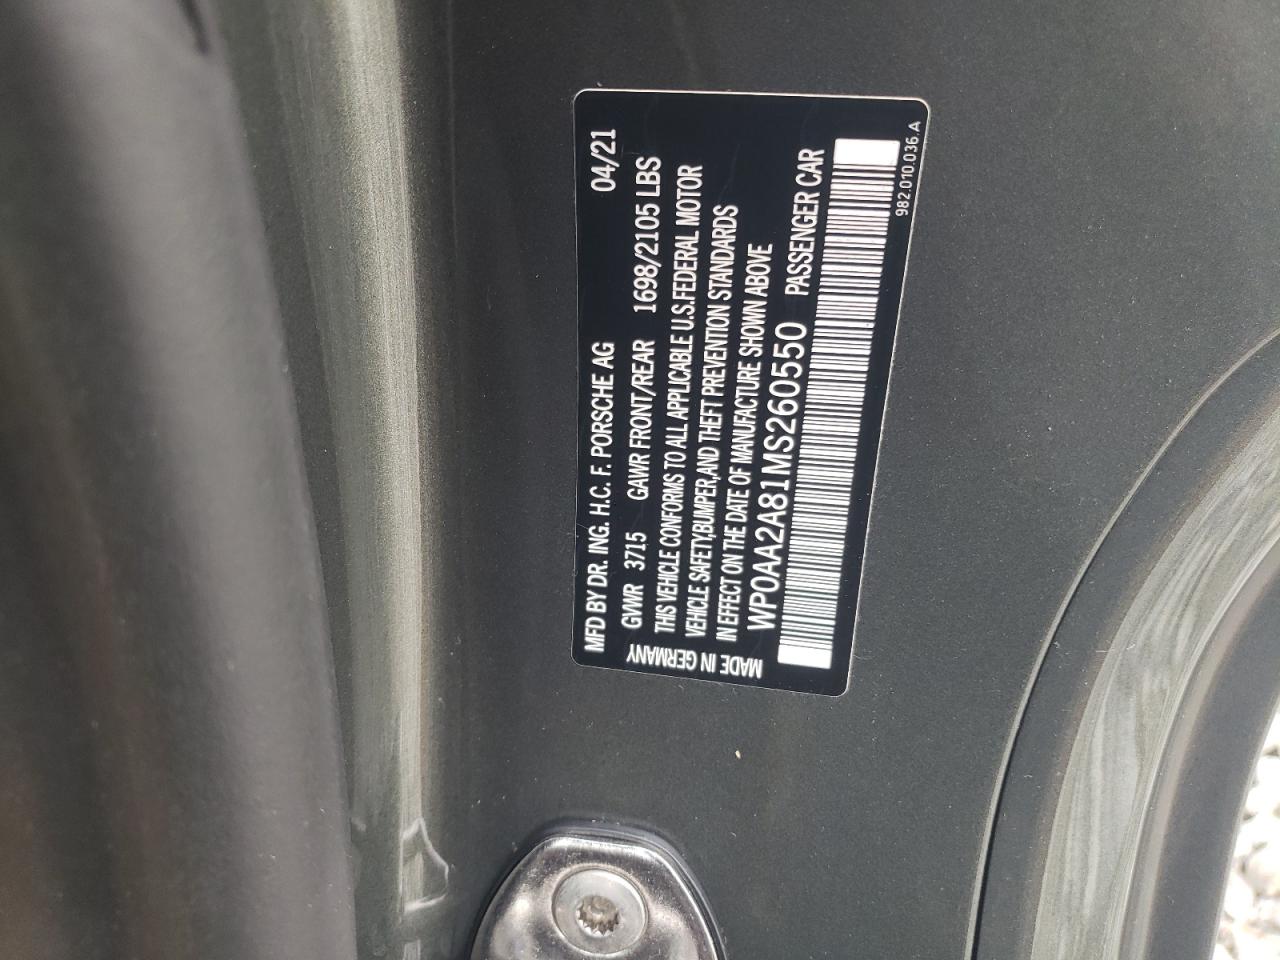 MFD BY DR. ING. H.C. F. PORSCHE AG 04/21
GVWR 3715 GAWR FRONT/REAR 1698/2105 LBS
THIS VEHICLE CONFORMS TO ALL APPLICABLE U.S.FEDERAL MOTOR
VEHICLE SAFETY,BUMPER,AND THEFT PREVENTION STANDARDS
IN EFFECT ON THE DATE OF MANUFACTURE SHOWN ABOVE
WP0AA2A81MS260550 PASSENGER CAR
MADE IN GERMANY
982.010.036.A